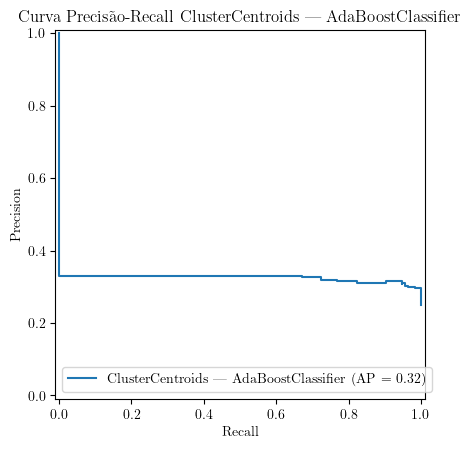 Curva Precisão-Recall ClusterCentroids — AdaBoostClassifier
1.0
0.8
0.6
0.4
0.2
0.0
Precision
ClusterCentroids — AdaBoostClassifier (AP = 0.32)
0.0 0.2 0.4 0.6 0.8 1.0
Recall